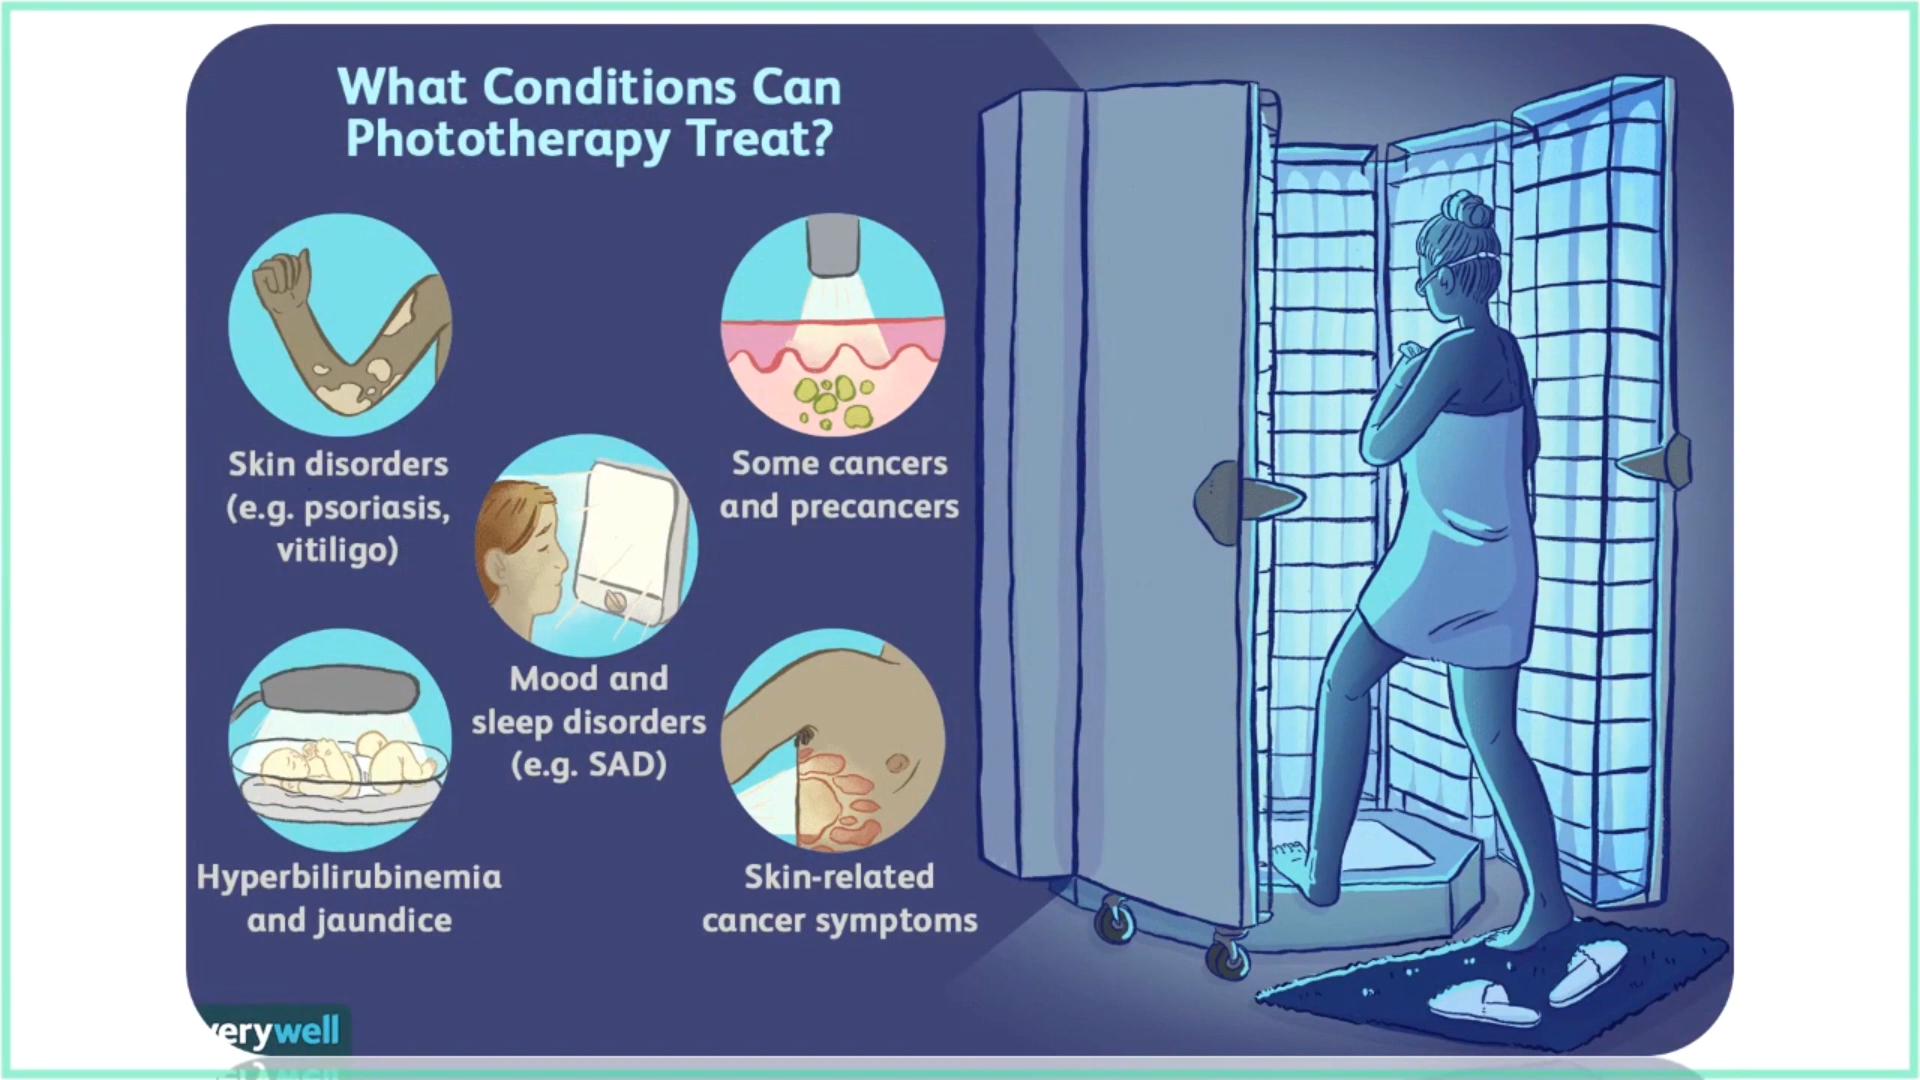 What Conditions Can
Phototherapy Treat?
Skin disorders
(e.g. psoriasis,
vitiligo)
Some cancers
and precancers
Mood and
sleep disorders
(e.g. SAD)
Hyperbilirubinemia
and jaundice
Skin-related
cancer symptoms
verywell